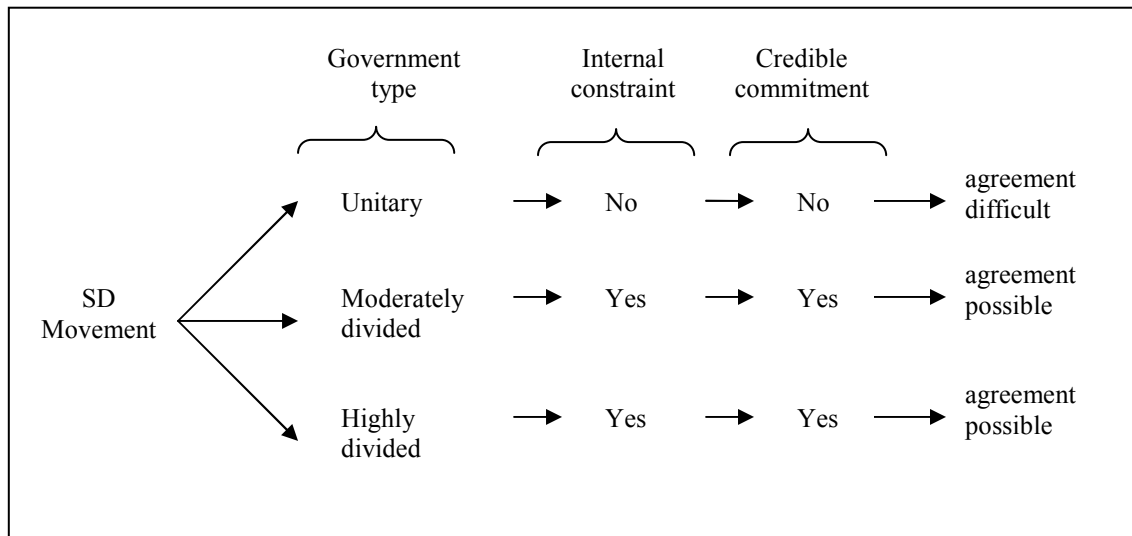 Government
type
Internal
constraint
Credible
commitment
SD
Movement
Unitary
No
No
agreement
difficult
Moderately
divided
Yes
Yes
agreement
possible
Highly
divided
Yes
Yes
agreement
possible